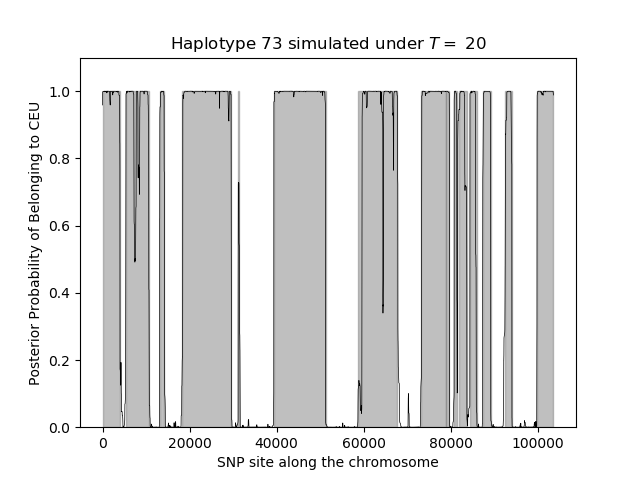 Haplotype 73 simulated under T = 20
Posterior Probability of Belonging to CEU
1.0
0.8
0.6
0.4
0.2
0.0
0 20000 40000 60000 80000 100000
SNP site along the chromosome